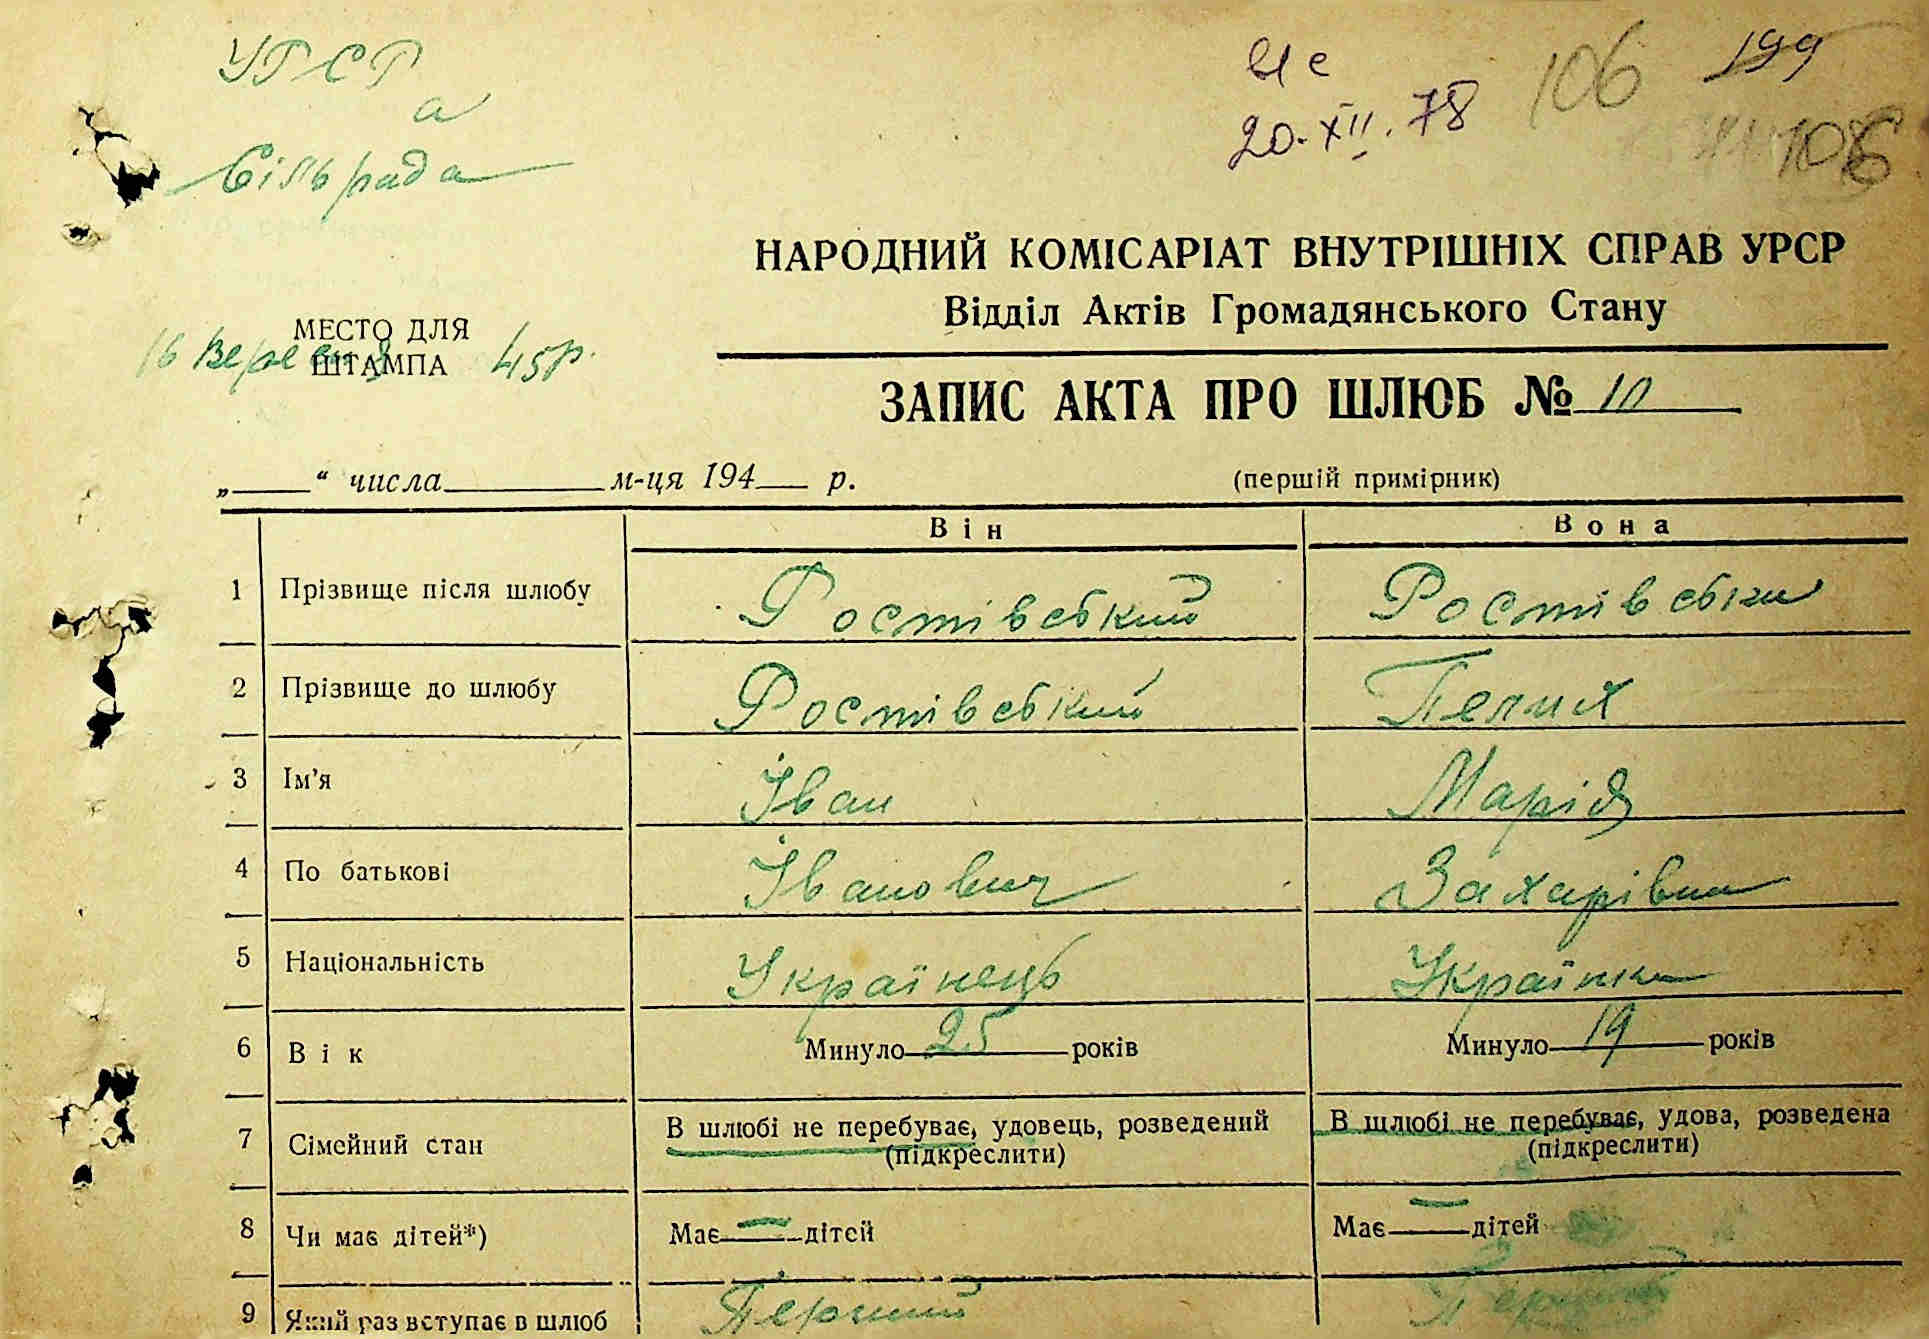 УРСР
а
Сільрада
Ис
20.XII.78
106
199
106
НАРОДНИЙ КОМІСАРІАТ ВНУТРІШНІХ СПРАВ УРСР
Відділ Актів Громадянського Стану
МЕСТО ДЛЯ
ШТАМПА
16 Вересня 45р.
ЗАПИС АКТА ПРО ШЛЮБ № 10
„ “ числа м-ця 194 р.
(першій примірник)
Він Вона
1 Прізвище після шлюбу Ростівський Ростівська
2 Прізвище до шлюбу Ростівський Пелих
3 Ім'я Іван Марія
4 По батькові Іванович Захарівна
5 Національність Українець Українка
6 Вік Минуло 25 років Минуло 19 років
7 Сімейний стан В шлюбі не перебуває, удовець, розведений В шлюбі не перебуває, удова, розведена
(підкреслити) (підкреслити)
8 Чи має дітей*) Має — дітей Має — дітей
9 Який раз вступає в шлюб Перший Перший